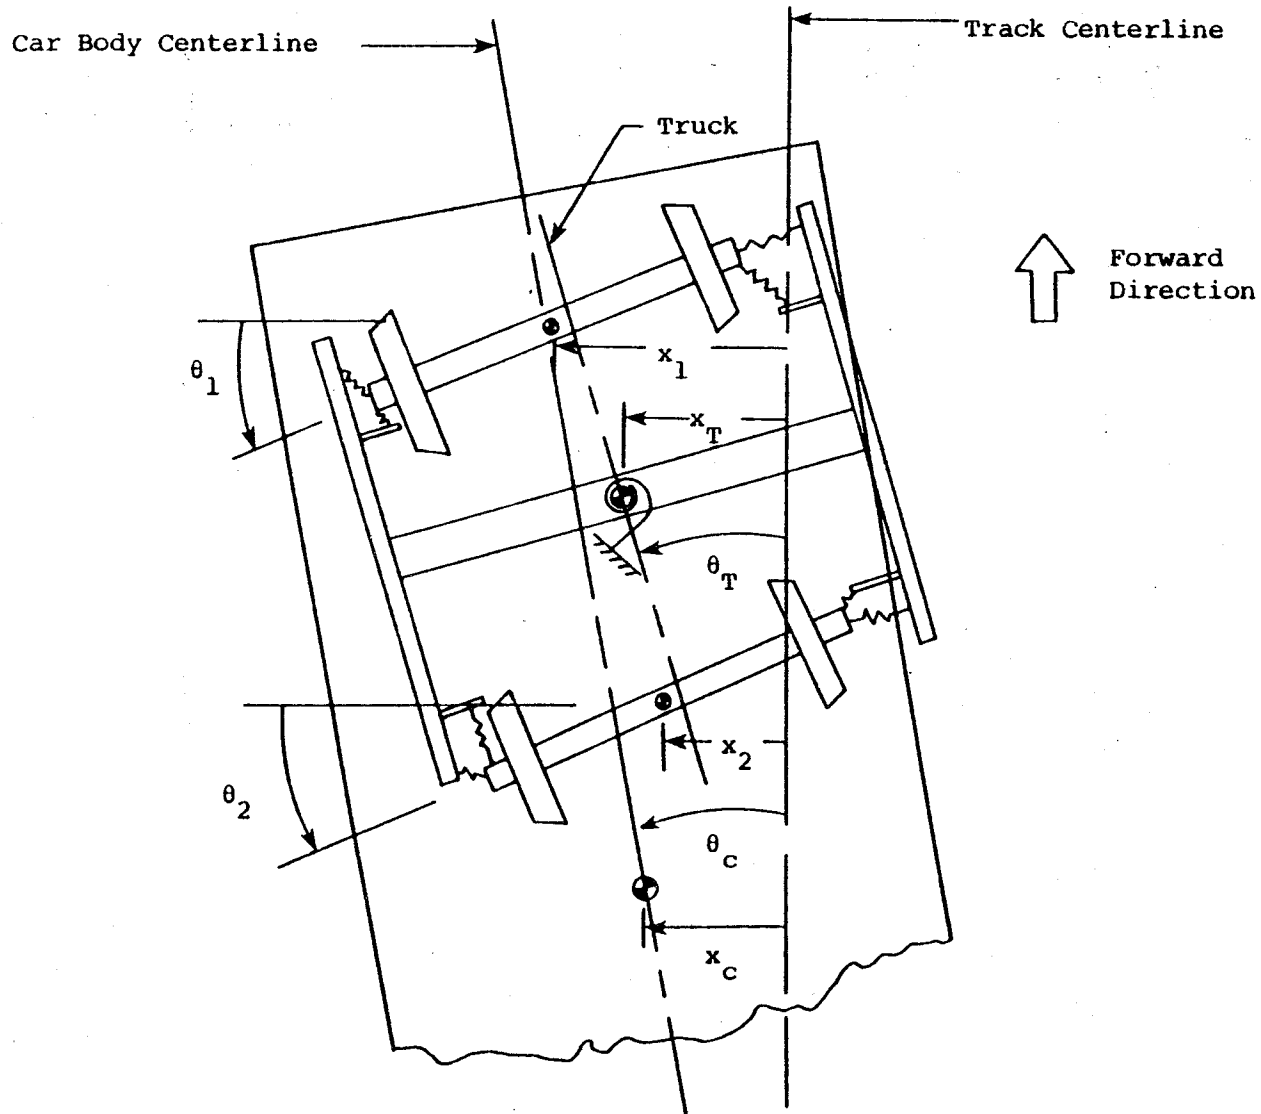 Car Body Centerline
Track Centerline
Truck
Forward
Direction
θ1
x1
xT
θT
x2
θ2
θc
xc